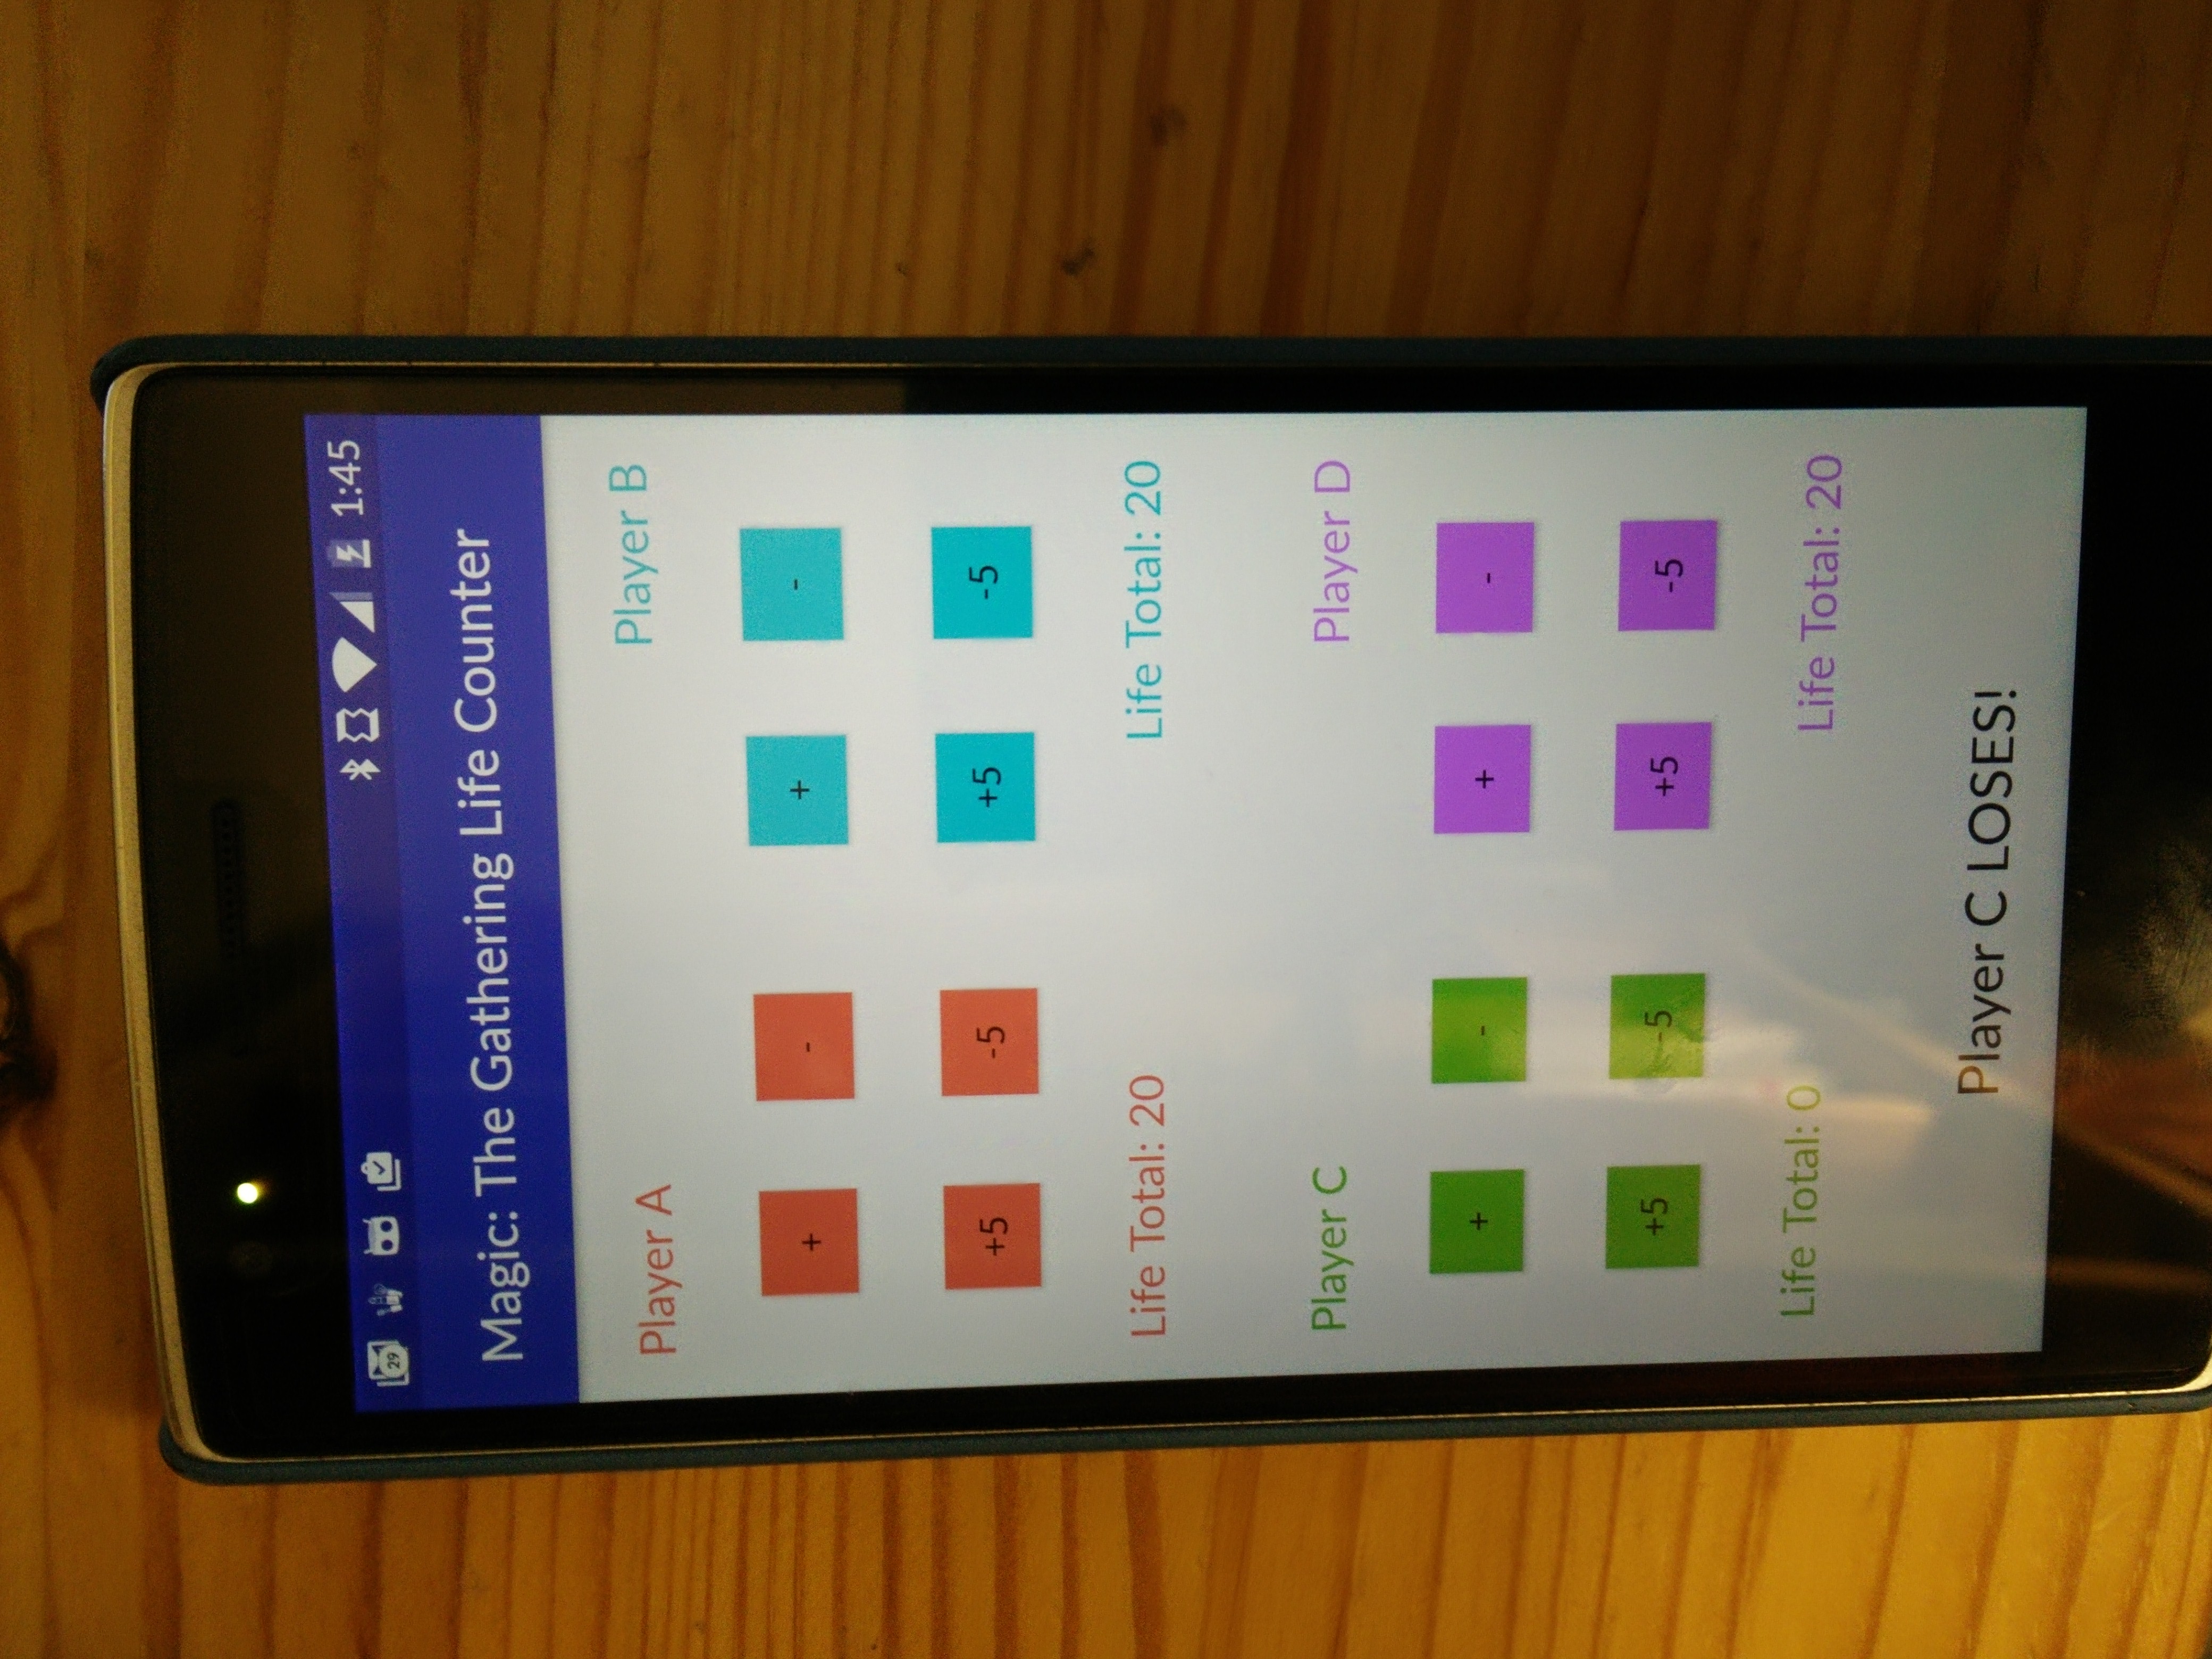 29 1:45
Magic: The Gathering Life Counter
Player A Player B
+ - + -
+5 -5 +5 -5
Life Total: 20 Life Total: 20
Player C Player D
+ - + -
+5 -5 +5 -5
Life Total: 0 Life Total: 20
Player C LOSES!